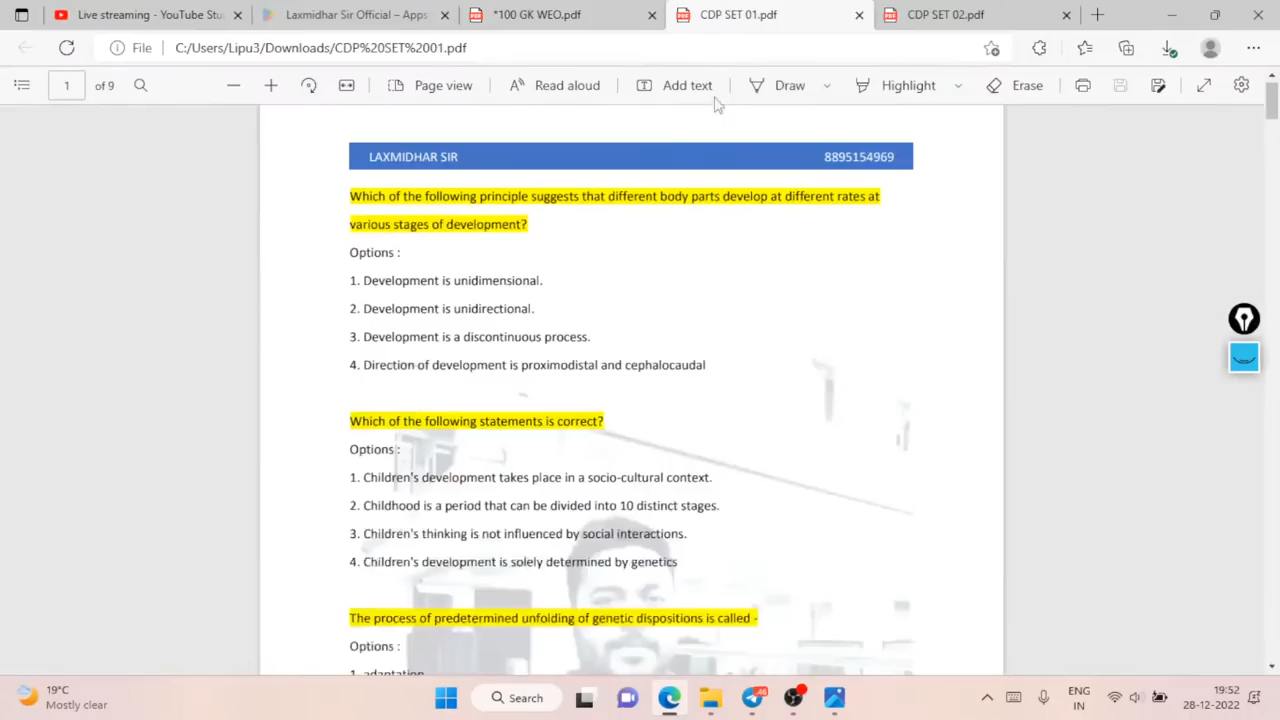 Live streaming - YouTube Stu
Laxmidhar Sir Official – Apps
*100 GK WEO.pdf
CDP SET 01.pdf
CDP SET 02.pdf
File
C:/Users/Lipu3/Downloads/CDP%20SET%2001.pdf
1 of 9
Page view
Read aloud
Add text
Draw
Highlight
Erase
LAXMIDHAR SIR 8895154969
Which of the following principle suggests that different body parts develop at different rates at
various stages of development?
Options :
1. Development is unidimensional.
2. Development is unidirectional.
3. Development is a discontinuous process.
4. Direction of development is proximodistal and cephalocaudal
Which of the following statements is correct?
Options :
1. Children's development takes place in a socio-cultural context.
2. Childhood is a period that can be divided into 10 distinct stages.
3. Children's thinking is not influenced by social interactions.
4. Children's development is solely determined by genetics
The process of predetermined unfolding of genetic dispositions is called -
Options :
1. adaptation
19°C
Mostly clear
Search
46
ENG
IN
19:52
28-12-2022